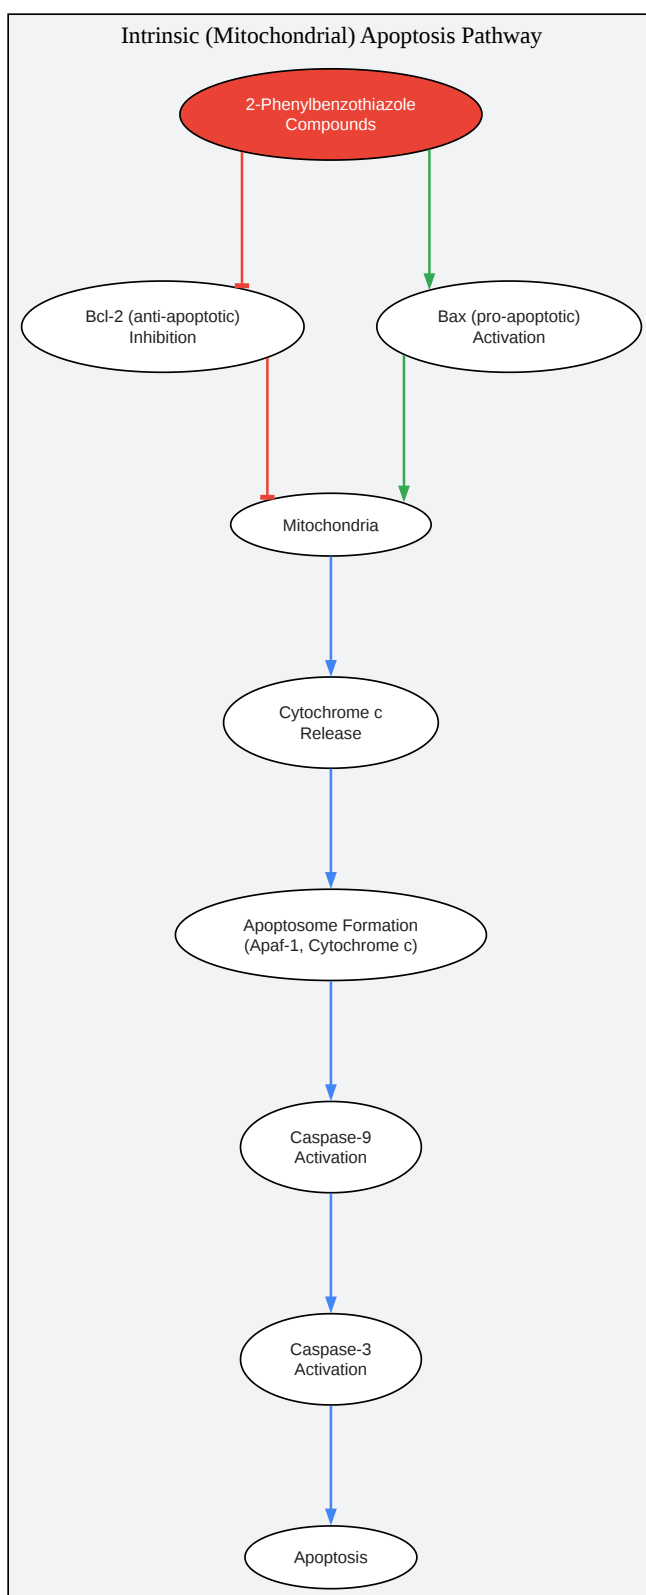 Intrinsic (Mitochondrial) Apoptosis Pathway
2-Phenylbenzothiazole
Compounds
Bcl-2 (anti-apoptotic)
Inhibition
Bax (pro-apoptotic)
Activation
Mitochondria
Cytochrome c
Release
Apoptosome Formation
(Apaf-1, Cytochrome c)
Caspase-9
Activation
Caspase-3
Activation
Apoptosis